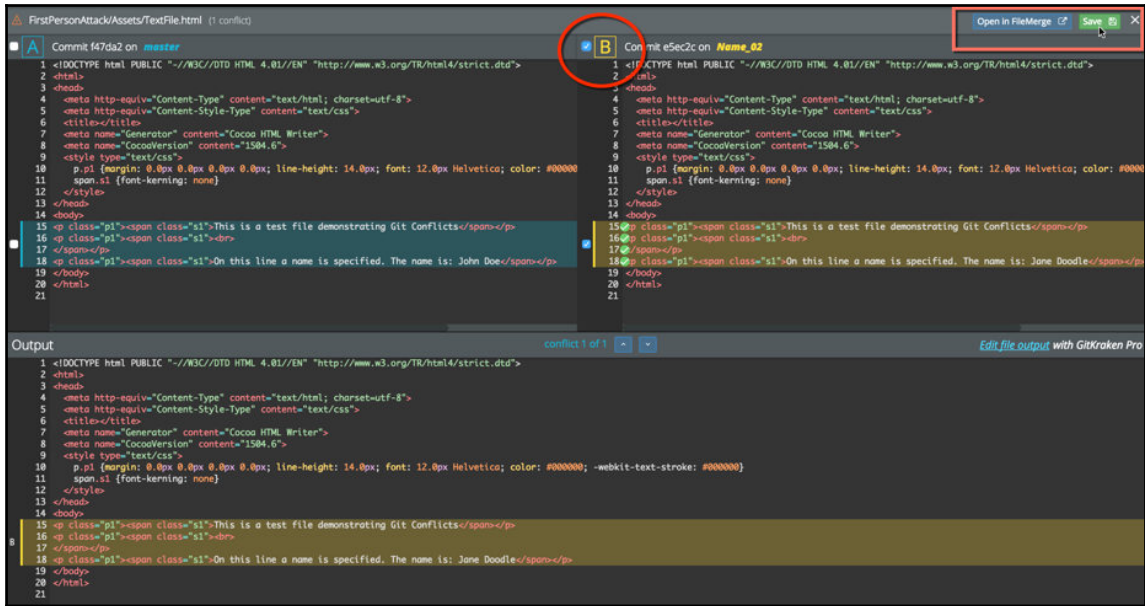 FirstPersonAttack/Assets/TextFile.html (1 conflict)
Open in FileMerge
Save
A Commit f47da2 on master
1 <!DOCTYPE html PUBLIC "-//W3C//DTD HTML 4.01//EN" "http://www.w3.org/TR/html4/strict.dtd">
2 <html>
3 <head>
4 <meta http-equiv="Content-Type" content="text/html; charset=utf-8">
5 <meta http-equiv="Content-Style-Type" content="text/css">
6 <title></title>
7 <meta name="Generator" content="Cocoa HTML Writer">
8 <meta name="CocoaVersion" content="1504.6">
9 <style type="text/css">
10 p.p1 {margin: 0.0px 0.0px 0.0px 0.0px; line-height: 14.0px; font: 12.0px Helvetica; color: #00000
11 span.s1 {font-kerning: none}
12 </style>
13 </head>
14 <body>
15 <p class="p1"><span class="s1">This is a test file demonstrating Git Conflicts</span></p>
16 <p class="p1"><span class="s1"><br>
17 </span></p>
18 <p class="p1"><span class="s1">On this line a name is specified. The name is: John Doe</span></p>
19 </body>
20 </html>
21
B Commit e5ec2c on Name_02
1 <!DOCTYPE html PUBLIC "-//W3C//DTD HTML 4.01//EN" "http://www.w3.org/TR/html4/strict.dtd">
2 <html>
3 <head>
4 <meta http-equiv="Content-Type" content="text/html; charset=utf-8">
5 <meta http-equiv="Content-Style-Type" content="text/css">
6 <title></title>
7 <meta name="Generator" content="Cocoa HTML Writer">
8 <meta name="CocoaVersion" content="1504.6">
9 <style type="text/css">
10 p.p1 {margin: 0.0px 0.0px 0.0px 0.0px; line-height: 14.0px; font: 12.0px Helvetica; color: #0000
11 span.s1 {font-kerning: none}
12 </style>
13 </head>
14 <body>
15 p class="p1"><span class="s1">This is a test file demonstrating Git Conflicts</span></p>
16 p class="p1"><span class="s1"><br>
17 /span></p>
18 p class="p1"><span class="s1">On this line a name is specified. The name is: Jane Doodle</span></p>
19 </body>
20 </html>
21
Output
conflict 1 of 1
Edit file output with GitKraken Pro
1 <!DOCTYPE html PUBLIC "-//W3C//DTD HTML 4.01//EN" "http://www.w3.org/TR/html4/strict.dtd">
2 <html>
3 <head>
4 <meta http-equiv="Content-Type" content="text/html; charset=utf-8">
5 <meta http-equiv="Content-Style-Type" content="text/css">
6 <title></title>
7 <meta name="Generator" content="Cocoa HTML Writer">
8 <meta name="CocoaVersion" content="1504.6">
9 <style type="text/css">
10 p.p1 {margin: 0.0px 0.0px 0.0px 0.0px; line-height: 14.0px; font: 12.0px Helvetica; color: #000000; -webkit-text-stroke: #000000}
11 span.s1 {font-kerning: none}
12 </style>
13 </head>
14 <body>
15 <p class="p1"><span class="s1">This is a test file demonstrating Git Conflicts</span></p>
16 <p class="p1"><span class="s1"><br>
B
17 </span></p>
18 <p class="p1"><span class="s1">On this line a name is specified. The name is: Jane Doodle</span></p>
19 </body>
20 </html>
21